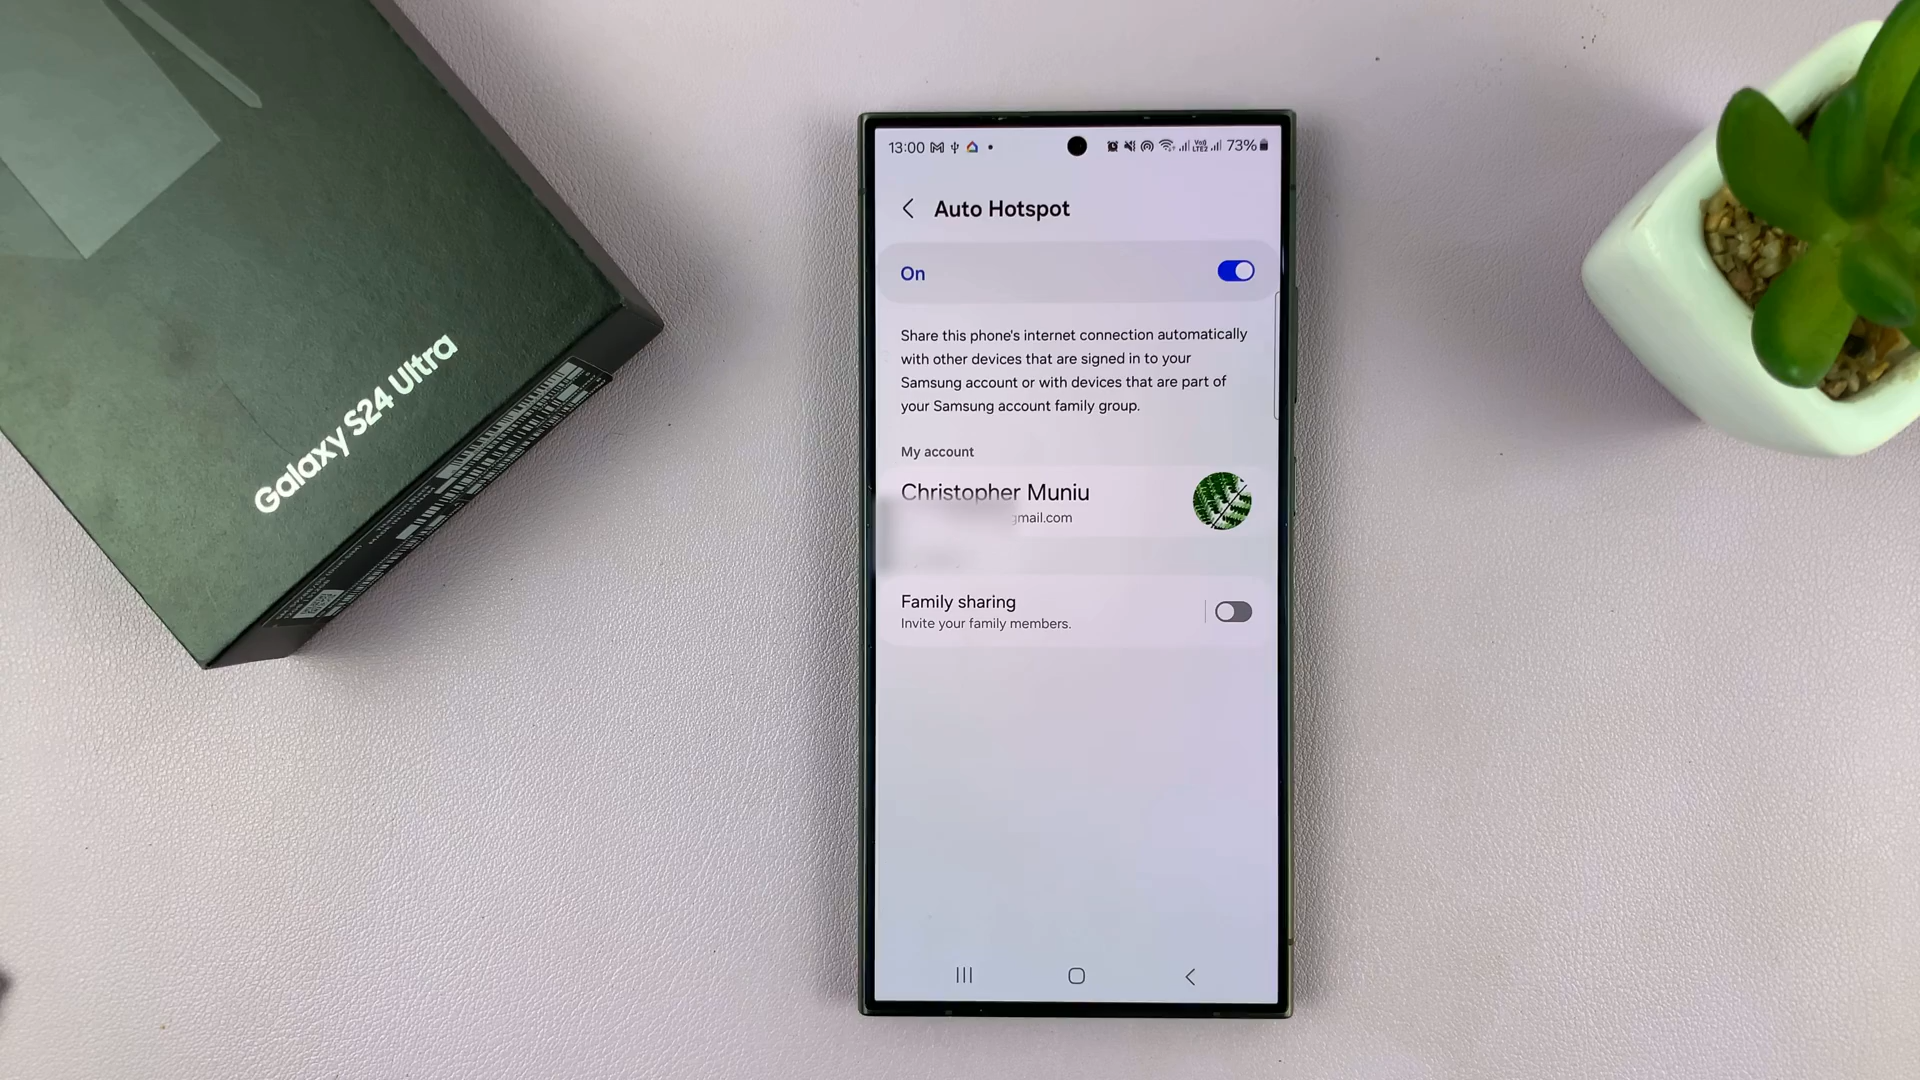 Galaxy S24 Ultra
13:00
73%
Auto Hotspot
On
Share this phone's internet connection automatically
with other devices that are signed in to your
Samsung account or with devices that are part of
your Samsung account family group.
My account
Christopher Muniu
gmail.com
Family sharing
Invite your family members.